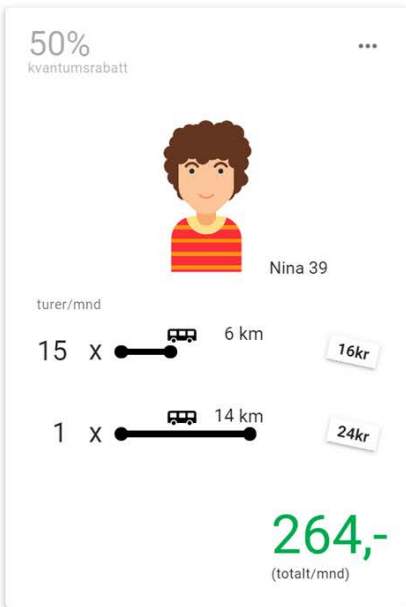 50%
kvantumsrabatt
Nina 39
turer/mnd
15 x 6 km 16kr
1 x 14 km 24kr
264,-
(totalt/mnd)